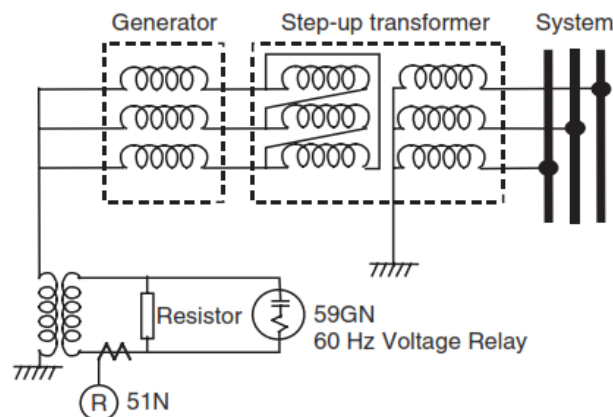 Generator
Step-up transformer
System
Resistor
59GN
60 Hz Voltage Relay
R
51N